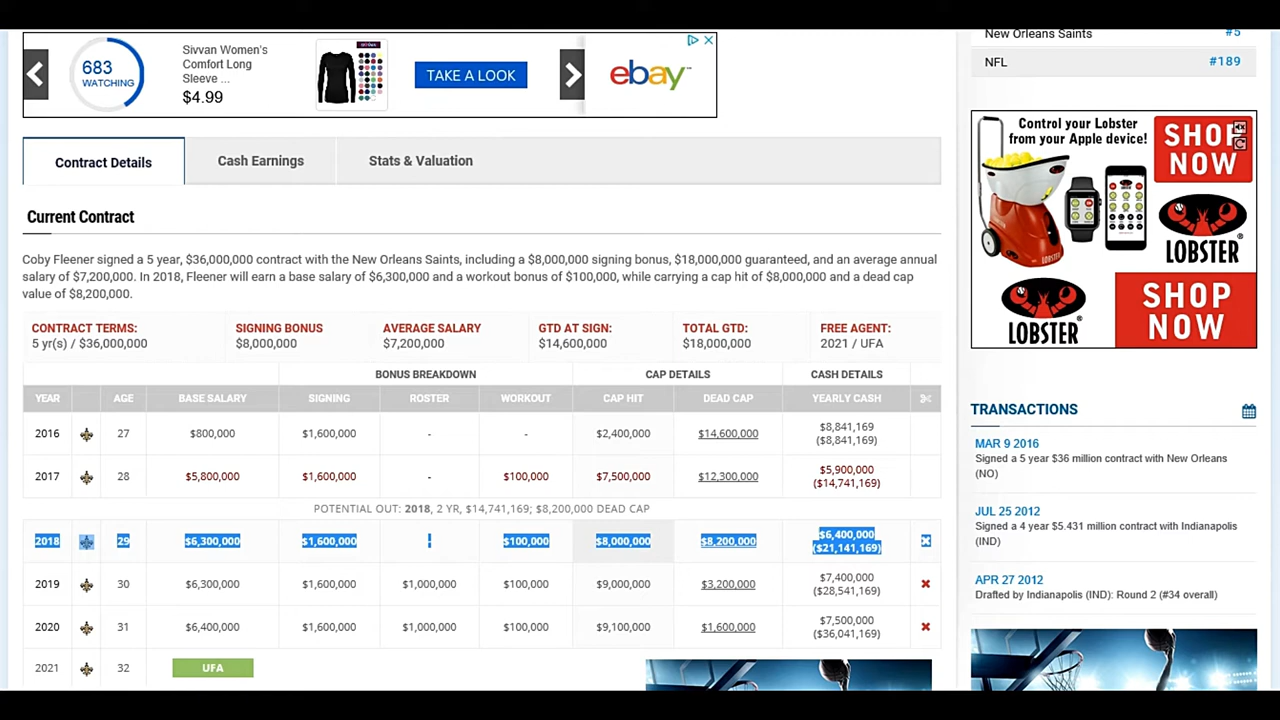 683
WATCHING
Sivvan Women's
Comfort Long
Sleeve ...
$4.99
TAKE A LOOK
ebay™
New Orleans Saints #5
NFL #189
Control your Lobster
from your Apple device!
SHOP
NOW
LOBSTER
LOBSTER
SHOP
NOW
Contract Details Cash Earnings Stats & Valuation
Current Contract
Coby Fleener signed a 5 year, $36,000,000 contract with the New Orleans Saints, including a $8,000,000 signing bonus, $18,000,000 guaranteed, and an average annual
salary of $7,200,000. In 2018, Fleener will earn a base salary of $6,300,000 and a workout bonus of $100,000, while carrying a cap hit of $8,000,000 and a dead cap
value of $8,200,000.
CONTRACT TERMS: SIGNING BONUS AVERAGE SALARY GTD AT SIGN: TOTAL GTD: FREE AGENT:
5 yr(s) / $36,000,000 $8,000,000 $7,200,000 $14,600,000 $18,000,000 2021 / UFA
BONUS BREAKDOWN CAP DETAILS CASH DETAILS
YEAR AGE BASE SALARY SIGNING ROSTER WORKOUT CAP HIT DEAD CAP YEARLY CASH
2016 27 $800,000 $1,600,000 - - $2,400,000 $14,600,000 $8,841,169
($8,841,169)
2017 28 $5,800,000 $1,600,000 - $100,000 $7,500,000 $12,300,000 $5,900,000
($14,741,169)
POTENTIAL OUT: 2018, 2 YR, $14,741,169; $8,200,000 DEAD CAP
2018 29 $6,300,000 $1,600,000 - $100,000 $8,000,000 $8,200,000 $6,400,000
($21,141,169)
2019 30 $6,300,000 $1,600,000 $1,000,000 $100,000 $9,000,000 $3,200,000 $7,400,000
($28,541,169)
2020 31 $6,400,000 $1,600,000 $1,000,000 $100,000 $9,100,000 $1,600,000 $7,500,000
($36,041,169)
2021 32 UFA
TRANSACTIONS
MAR 9 2016
Signed a 5 year $36 million contract with New Orleans
(NO)
JUL 25 2012
Signed a 4 year $5.431 million contract with Indianapolis
(IND)
APR 27 2012
Drafted by Indianapolis (IND): Round 2 (#34 overall)